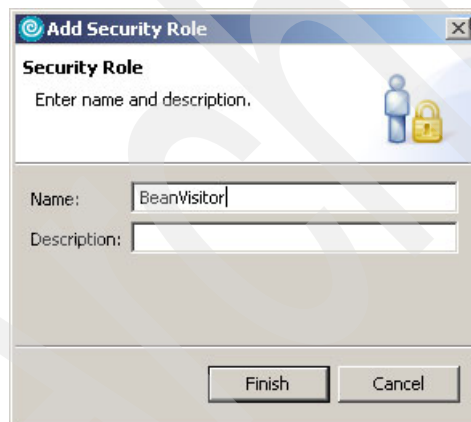 Add Security Role
Security Role
Enter name and description.
Name: BeanVisitor
Description:
Finish Cancel